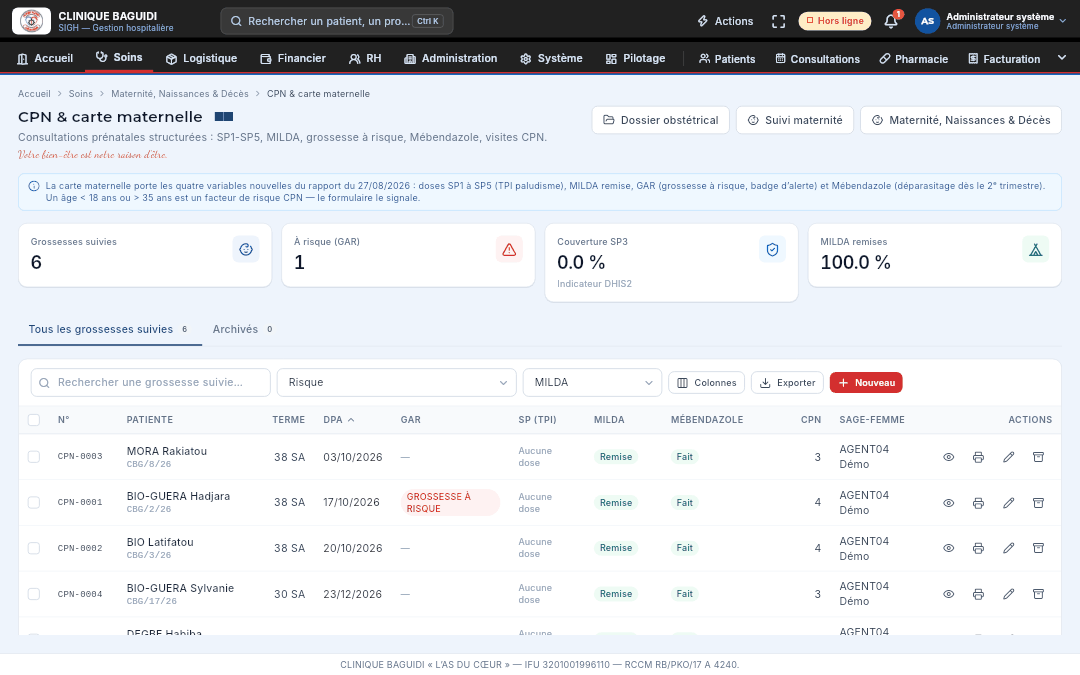 CLINIQUE BAGUIDI
SIGH — Gestion hospitalière
Rechercher un patient, un pro... Ctrl K
Actions
Hors ligne
1
AS
Administrateur système
Administrateur système
Accueil
Soins
Logistique
Financier
RH
Administration
Système
Pilotage
Patients
Consultations
Pharmacie
Facturation
Accueil > Soins > Maternité, Naissances & Décès > CPN & carte maternelle
CPN & carte maternelle
Consultations prénatales structurées : SP1-SP5, MILDA, grossesse à risque, Mébendazole, visites CPN.
Votre bien-être est notre raison d'être.
Dossier obstétrical
Suivi maternité
Maternité, Naissances & Décès
La carte maternelle porte les quatre variables nouvelles du rapport du 27/08/2026 : doses SP1 à SP5 (TPI paludisme), MILDA remise, GAR (grossesse à risque, badge d'alerte) et Mébendazole (déparasitage dès le 2ᵉ trimestre).
Un âge < 18 ans ou > 35 ans est un facteur de risque CPN — le formulaire le signale.
Grossesses suivies
6
À risque (GAR)
1
Couverture SP3
0.0 %
Indicateur DHIS2
MILDA remises
100.0 %
Tous les grossesses suivies 6
Archivés 0
Rechercher une grossesse suivie...
Risque
MILDA
Colonnes
Exporter
Nouveau
N° PATIENTE TERME DPA GAR SP (TPI) MILDA MÉBENDAZOLE CPN SAGE-FEMME ACTIONS
CPN-0003 MORA Rakiatou CBG/8/26 38 SA 03/10/2026 — Aucune dose Remise Fait 3 AGENT04 Démo
CPN-0001 BIO-GUERA Hadjara CBG/2/26 38 SA 17/10/2026 GROSSESSE À RISQUE Aucune dose Remise Fait 4 AGENT04 Démo
CPN-0002 BIO Latifatou CBG/3/26 38 SA 20/10/2026 — Aucune dose Remise Fait 4 AGENT04 Démo
CPN-0004 BIO-GUERA Sylvanie CBG/17/26 30 SA 23/12/2026 — Aucune dose Remise Fait 3 AGENT04 Démo
DEGBE Habiba Aucune AGENT04
CLINIQUE BAGUIDI « L'AS DU CŒUR » — IFU 3201001996110 — RCCM RB/PKO/17 A 4240.